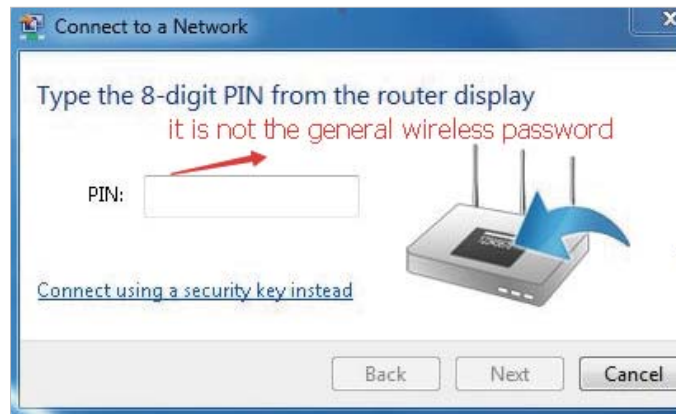 Connect to a Network
Type the 8-digit PIN from the router display
it is not the general wireless password
PIN:
Connect using a security key instead
Back Next Cancel